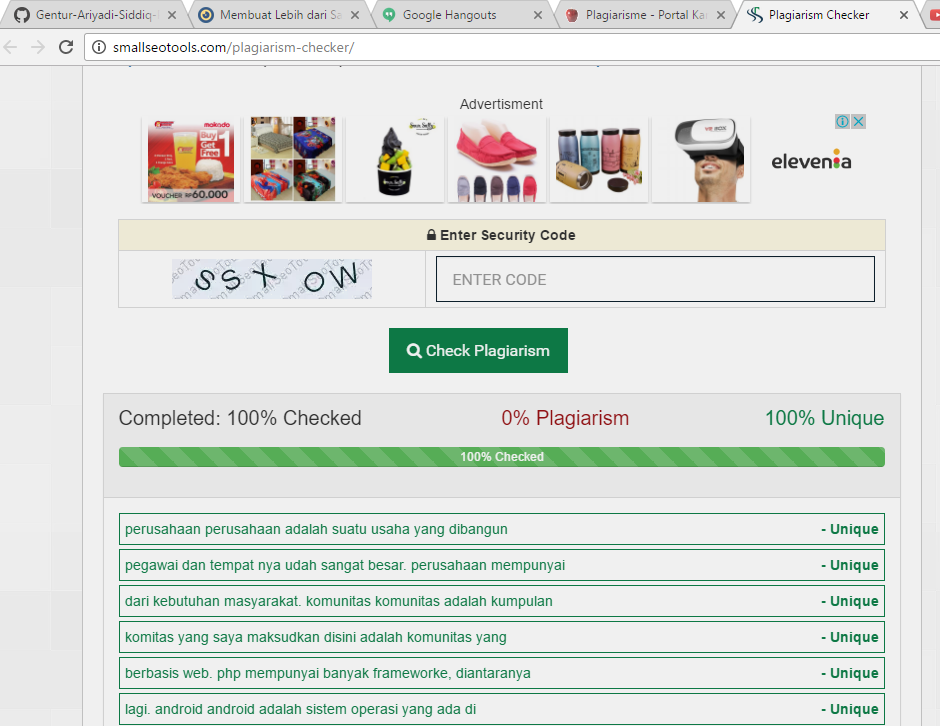 Gentur-Ariyadi-Siddiq-
Membuat Lebih dari Sa
Google Hangouts
Plagiarisme - Portal Ka
Plagiarism Checker
smallseotools.com/plagiarism-checker/
Advertisment
makodo
Buy 1
Get
Free
VOUCHER RP60.000
VR BOX
elevenia
Enter Security Code
SSX OW
ENTER CODE
Check Plagiarism
Completed: 100% Checked
0% Plagiarism
100% Unique
100% Checked
perusahaan perusahaan adalah suatu usaha yang dibangun - Unique
pegawai dan tempat nya udah sangat besar. perusahaan mempunyai - Unique
dari kebutuhan masyarakat. komunitas komunitas adalah kumpulan - Unique
komitas yang saya maksudkan disini adalah komunitas yang - Unique
berbasis web. php mempunyai banyak frameworke, diantaranya - Unique
lagi. android android adalah sistem operasi yang ada di - Unique